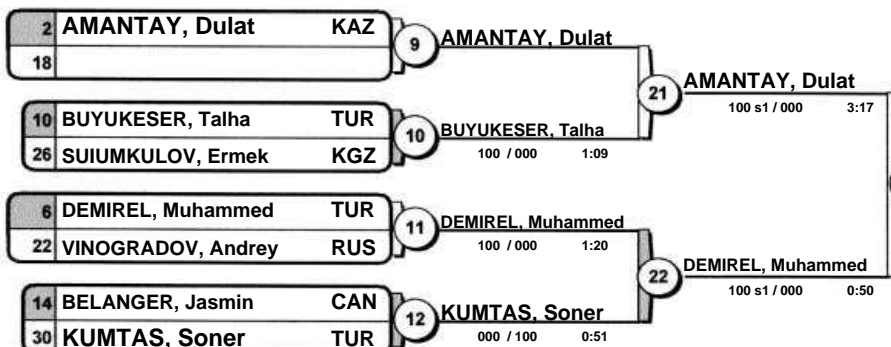 2 AMANTAY, Dulat KAZ
18
9 AMANTAY, Dulat
10 BUYUKESER, Talha TUR
26 SUIUMKULOV, Ermek KGZ
10 BUYUKESER, Talha
100 / 000 1:09
21 AMANTAY, Dulat
100 s1 / 000 3:17
6 DEMIREL, Muhammed TUR
22 VINOGRADOV, Andrey RUS
11 DEMIREL, Muhammed
100 / 000 1:20
14 BELANGER, Jasmin CAN
30 KUMTAS, Soner TUR
12 KUMTAS, Soner
000 / 100 0:51
22 DEMIREL, Muhammed
100 s1 / 000 0:50